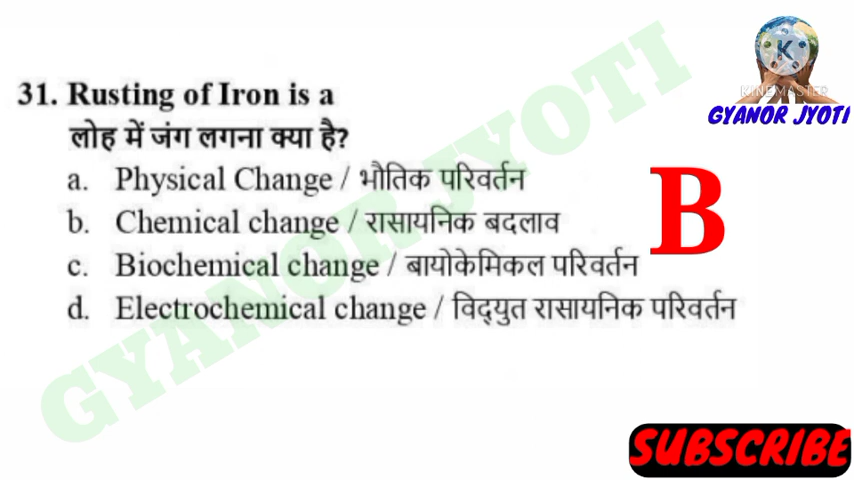 31. Rusting of Iron is a
लोह में जंग लगना क्या है?
a. Physical Change / भौतिक परिवर्तन
b. Chemical change / रासायनिक बदलाव
c. Biochemical change / बायोकेमिकल परिवर्तन
d. Electrochemical change / विद्युत रासायनिक परिवर्तन
B
K
KINEMASTER
GYANOR JYOTI
GYANOR JYOTI
SUBSCRIBE